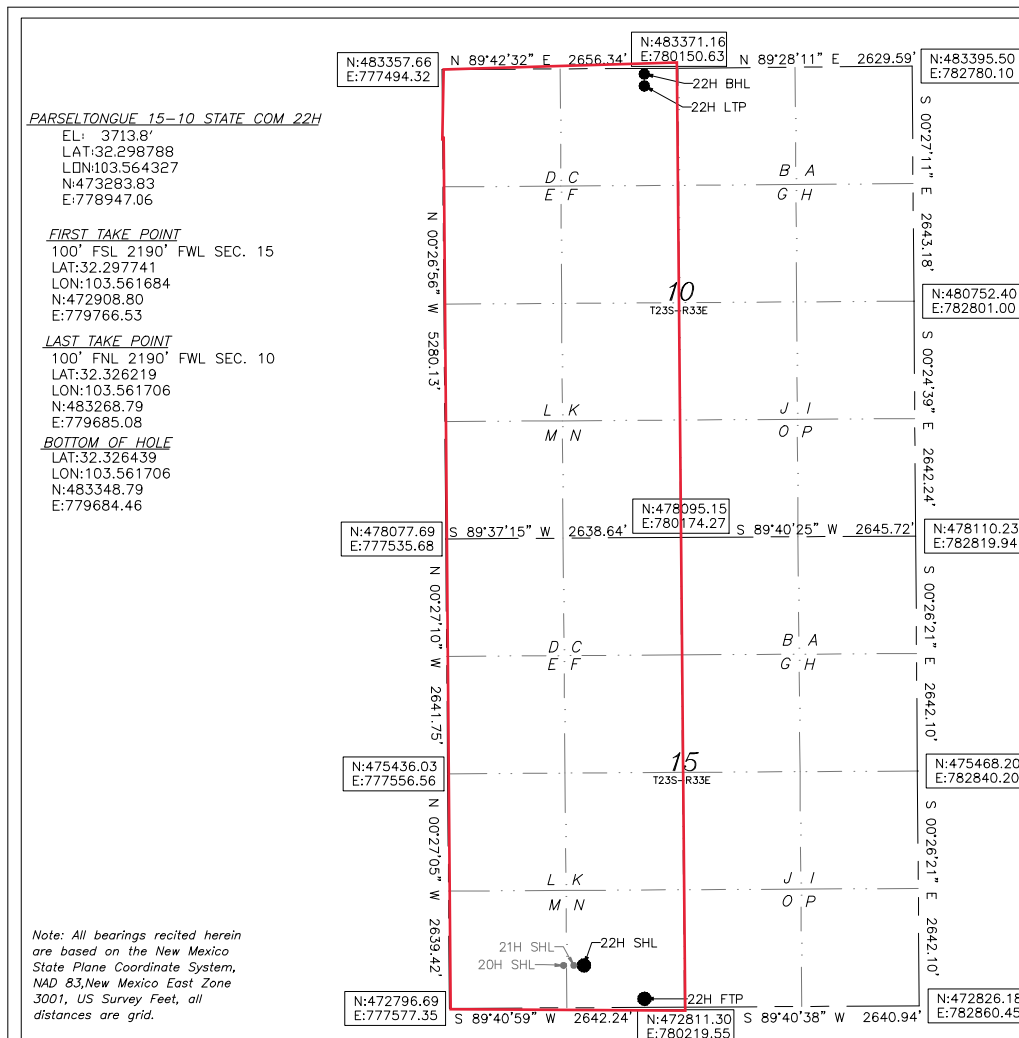 N:483357.66
E:777494.32
N 89°42'32" E 2656.34'
N:483371.16
E:780150.63
N 89°28'11" E 2629.59'
N:483395.50
E:782780.10
22H BHL
22H LTP
PARSELTONGUE 15-10 STATE COM 22H
EL: 3713.8'
LAT:32.298788
LON:103.564327
N:473283.83
E:778947.06
FIRST TAKE POINT
100' FSL 2190' FWL SEC. 15
LAT:32.297741
LON:103.561684
N:472908.80
E:779766.53
LAST TAKE POINT
100' FNL 2190' FWL SEC. 10
LAT:32.326219
LON:103.561706
N:483268.79
E:779685.08
BOTTOM OF HOLE
LAT:32.326439
LON:103.561706
N:483348.79
E:779684.46
D C
E F
B A
G H
S 00°27'11" E 2643.18'
N 00°26'56" W 5280.13'
10
T23S-R33E
N:480752.40
E:782801.00
S 00°24'39" E 2642.24'
L K
M N
J I
O P
N:478077.69
E:777535.68
S 89°37'15" W 2638.64'
N:478095.15
E:780174.27
S 89°40'25" W 2645.72'
N:478110.23
E:782819.94
N 00°27'10" W 2641.75'
S 00°26'21" E 2642.10'
D C
E F
B A
G H
N:475436.03
E:777556.56
15
T23S-R33E
N:475468.20
E:782840.20
N 00°27'05" W 2639.42'
S 00°26'21" E 2642.10'
L K
M N
J I
O P
21H SHL
22H SHL
20H SHL
22H FTP
N:472796.69
E:777577.35
S 89°40'59" W 2642.24'
N:472811.30
E:780219.55
S 89°40'38" W 2640.94'
N:472826.18
E:782860.45
Note: All bearings recited herein
are based on the New Mexico
State Plane Coordinate System,
NAD 83,New Mexico East Zone
3001, US Survey Feet, all
distances are grid.